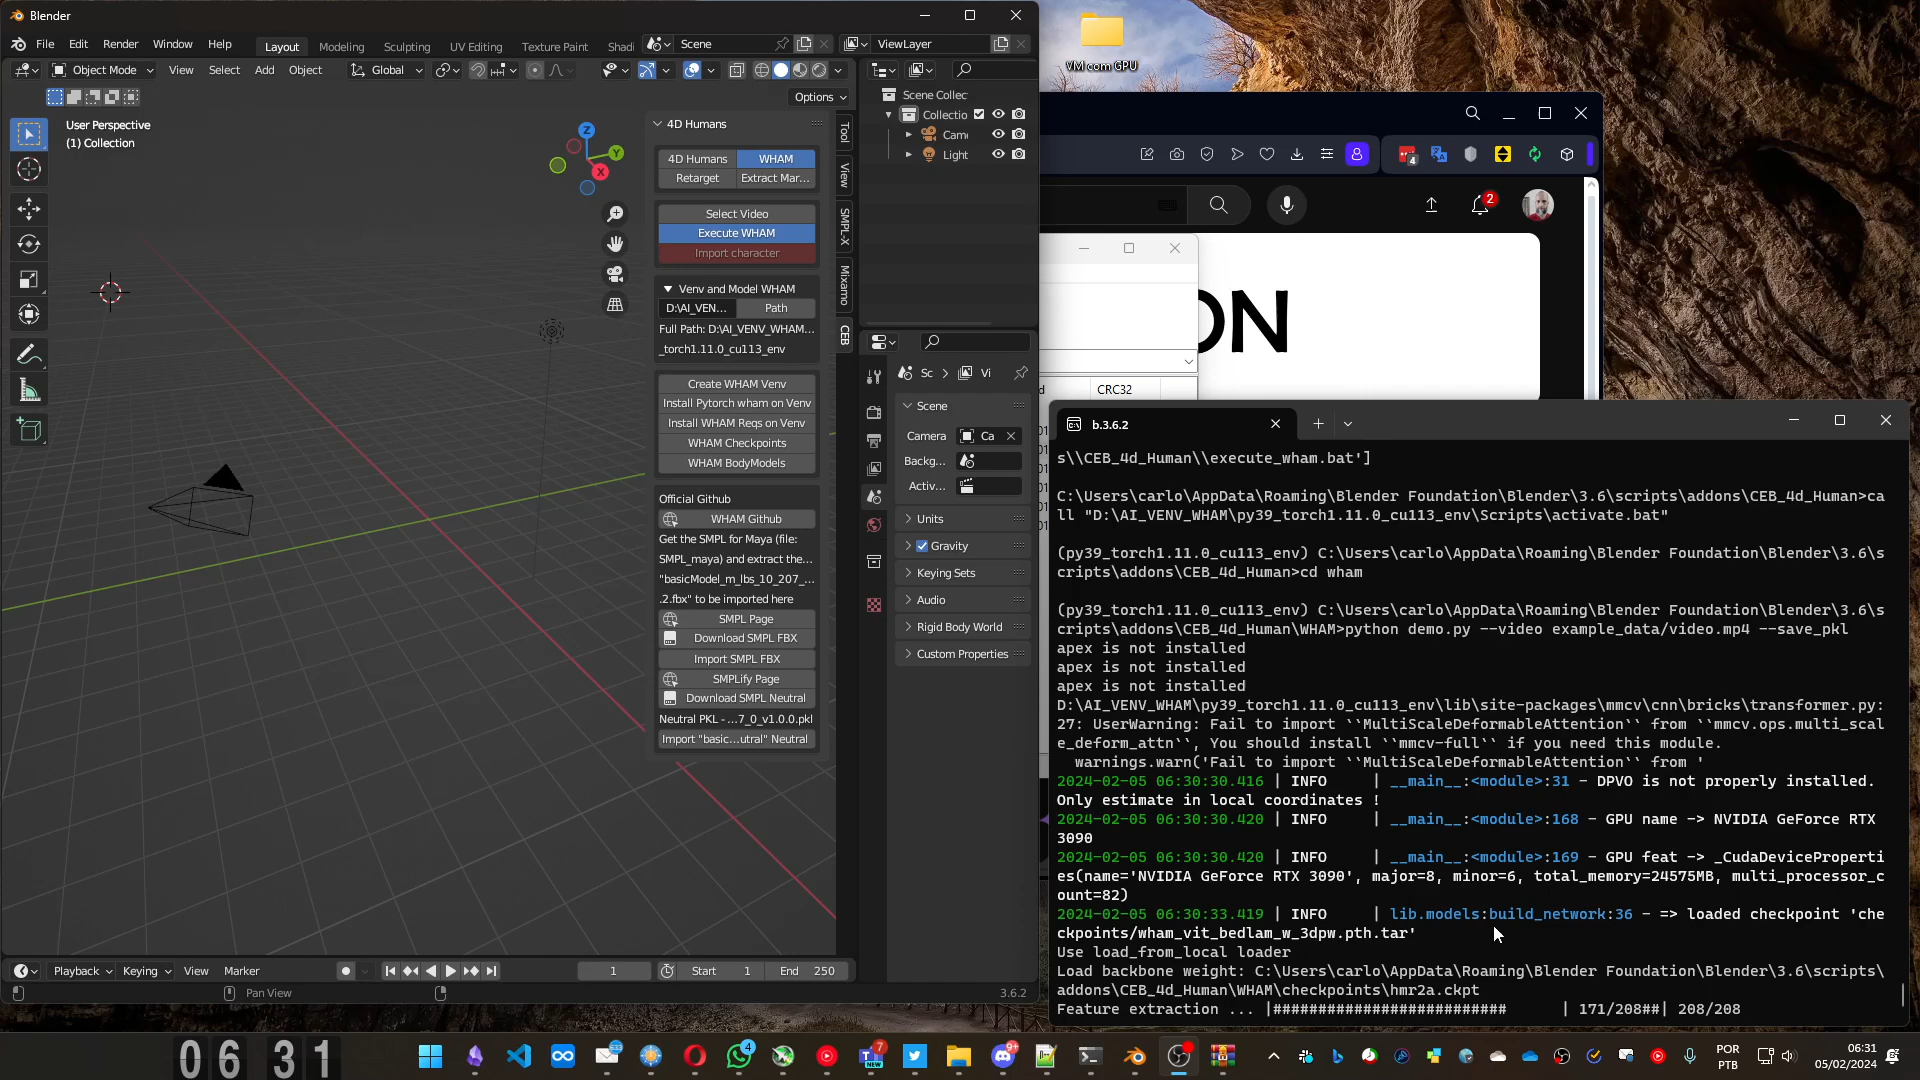 Blender
File Edit Render Window Help Layout Modeling Sculpting UV Editing Texture Paint Shadi Scene ViewLayer
Object Mode View Select Add Object Global
Options
User Perspective
(1) Collection
Z
Y
X
4D Humans
4D Humans WHAM
Retarget Extract Mar...
Select Video
Execute WHAM
Import character
Venv and Model WHAM
D:\AI_VEN... Path
Full Path: D:\AI_VENV_WHAM...
_torch1.11.0_cu113_env
Create WHAM Venv
Install Pytorch wham on Venv
Install WHAM Reqs on Venv
WHAM Checkpoints
WHAM BodyModels
Official Github
WHAM Github
Get the SMPL for Maya (file:
SMPL_maya) and extract the...
"basicModel_m_lbs_10_207_...
.2.fbx" to be imported here
SMPL Page
Download SMPL FBX
Import SMPL FBX
SMPLify Page
Download SMPL Neutral
Neutral PKL - ...7_0_v1.0.0.pkl
Import "basic...utral" Neutral
Tool
View
SMPL-X
Mixamo
CEB
Scene Collec
Collectio
Came
Light
Sc Vi
Scene
Camera Ca
Backg...
Activ...
Units
Gravity
Keying Sets
Audio
Rigid Body World
Custom Properties
Playback Keying View Marker 1 Start 1 End 250
Pan View 3.6.2
VM com GPU
4
2
ON
d CRC32
b.3.6.2
s\\CEB_4d_Human\\execute_wham.bat']
C:\Users\carlo\AppData\Roaming\Blender Foundation\Blender\3.6\scripts\addons\CEB_4d_Human>ca
ll "D:\AI_VENV_WHAM\py39_torch1.11.0_cu113_env\Scripts\activate.bat"
(py39_torch1.11.0_cu113_env) C:\Users\carlo\AppData\Roaming\Blender Foundation\Blender\3.6\s
cripts\addons\CEB_4d_Human>cd wham
(py39_torch1.11.0_cu113_env) C:\Users\carlo\AppData\Roaming\Blender Foundation\Blender\3.6\s
cripts\addons\CEB_4d_Human\WHAM>python demo.py --video example_data/video.mp4 --save_pkl
apex is not installed
apex is not installed
apex is not installed
D:\AI_VENV_WHAM\py39_torch1.11.0_cu113_env\lib\site-packages\mmcv\cnn\bricks\transformer.py:
27: UserWarning: Fail to import ``MultiScaleDeformableAttention`` from ``mmcv.ops.multi_scal
e_deform_attn``, You should install ``mmcv-full`` if you need this module.
warnings.warn('Fail to import ``MultiScaleDeformableAttention`` from '
2024-02-05 06:30:30.416 | INFO | __main__:<module>:31 - DPVO is not properly installed.
Only estimate in local coordinates !
2024-02-05 06:30:30.420 | INFO | __main__:<module>:168 - GPU name -> NVIDIA GeForce RTX
3090
2024-02-05 06:30:30.420 | INFO | __main__:<module>:169 - GPU feat -> _CudaDeviceProperti
es(name='NVIDIA GeForce RTX 3090', major=8, minor=6, total_memory=24575MB, multi_processor_c
ount=82)
2024-02-05 06:30:33.419 | INFO | lib.models:build_network:36 - => loaded checkpoint 'che
ckpoints/wham_vit_bedlam_w_3dpw.pth.tar'
Use load_from_local loader
Load backbone weight: C:\Users\carlo\AppData\Roaming\Blender Foundation\Blender\3.6\scripts\
addons\CEB_4d_Human\WHAM\checkpoints\hmr2a.ckpt
Feature extraction ... |########################## | 171/208##| 208/208
06 31
4 7 9+
POR
PTB
06:31
05/02/2024